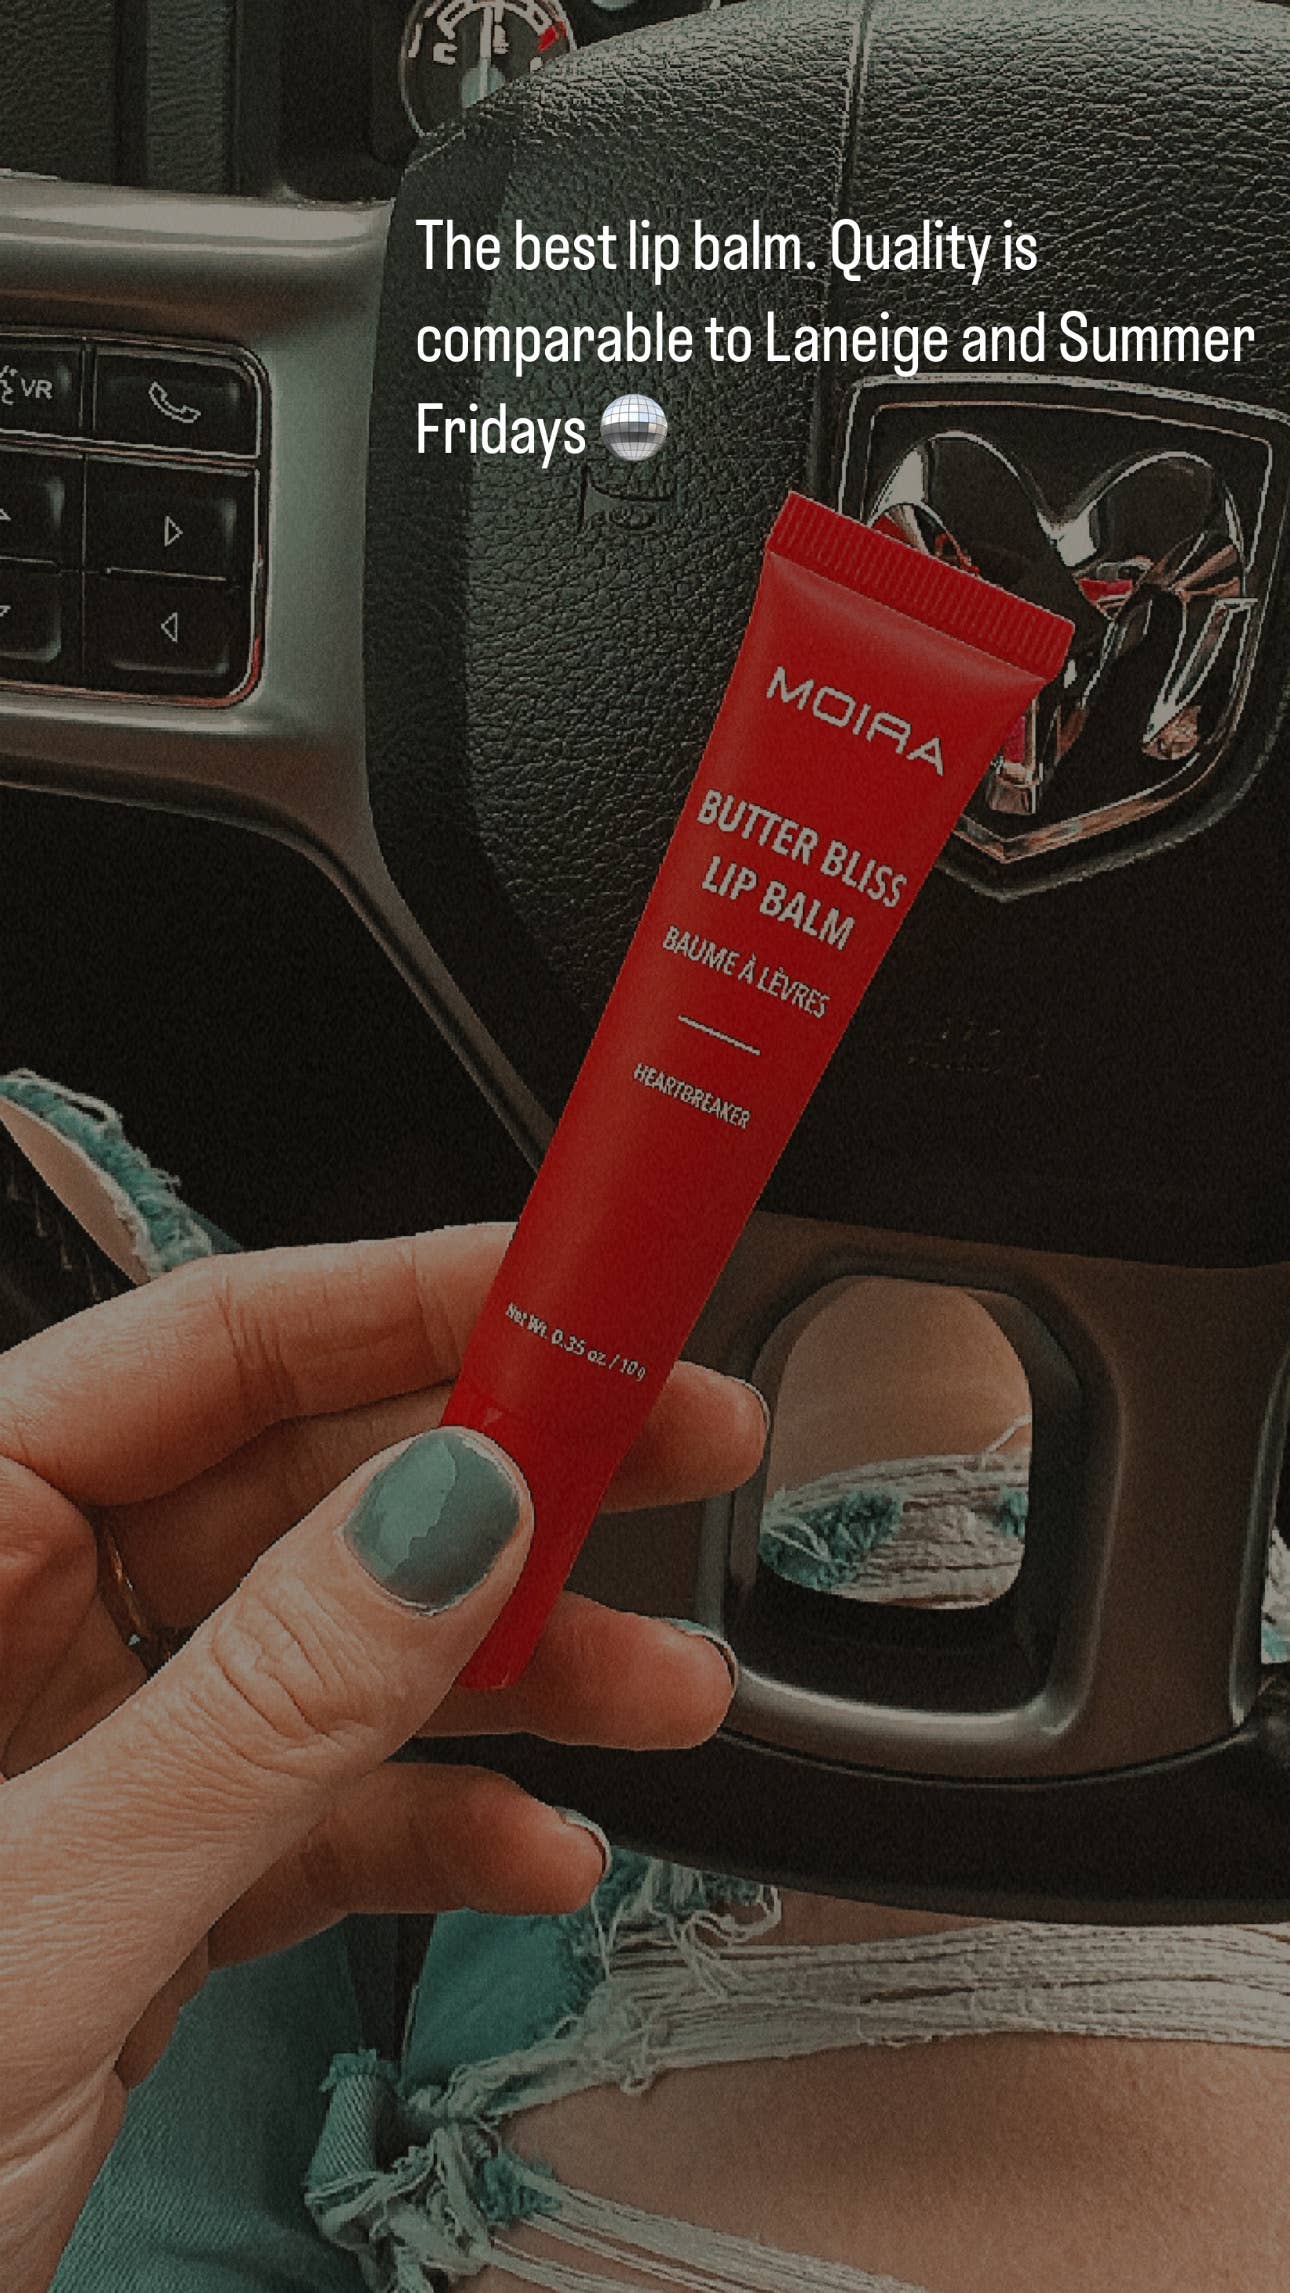 The best lip balm. Quality is
comparable to Laneige and Summer
Fridays 🪩
VR
MOIRA
BUTTER BLISS
LIP BALM
BAUME À LÈVRES
HEARTBREAKER
Net Wt. 0.35 oz. / 10 g